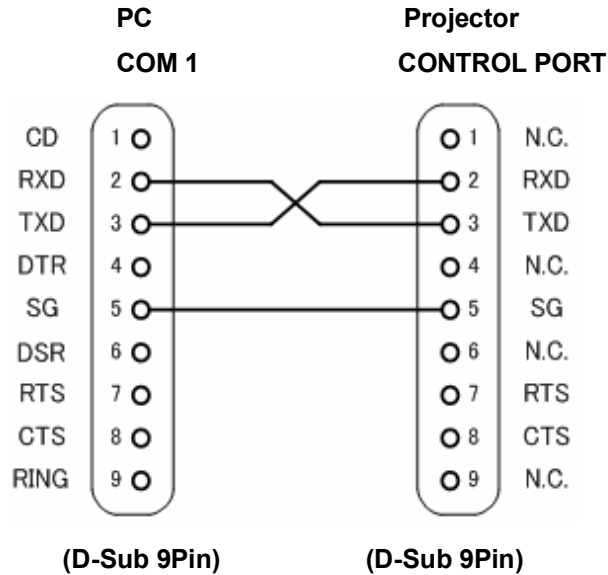 PC Projector
COM 1 CONTROL PORT
CD 1 1 N.C.
RXD 2 2 RXD
TXD 3 3 TXD
DTR 4 4 N.C.
SG 5 5 SG
DSR 6 6 N.C.
RTS 7 7 RTS
CTS 8 8 CTS
RING 9 9 N.C.
(D-Sub 9Pin) (D-Sub 9Pin)